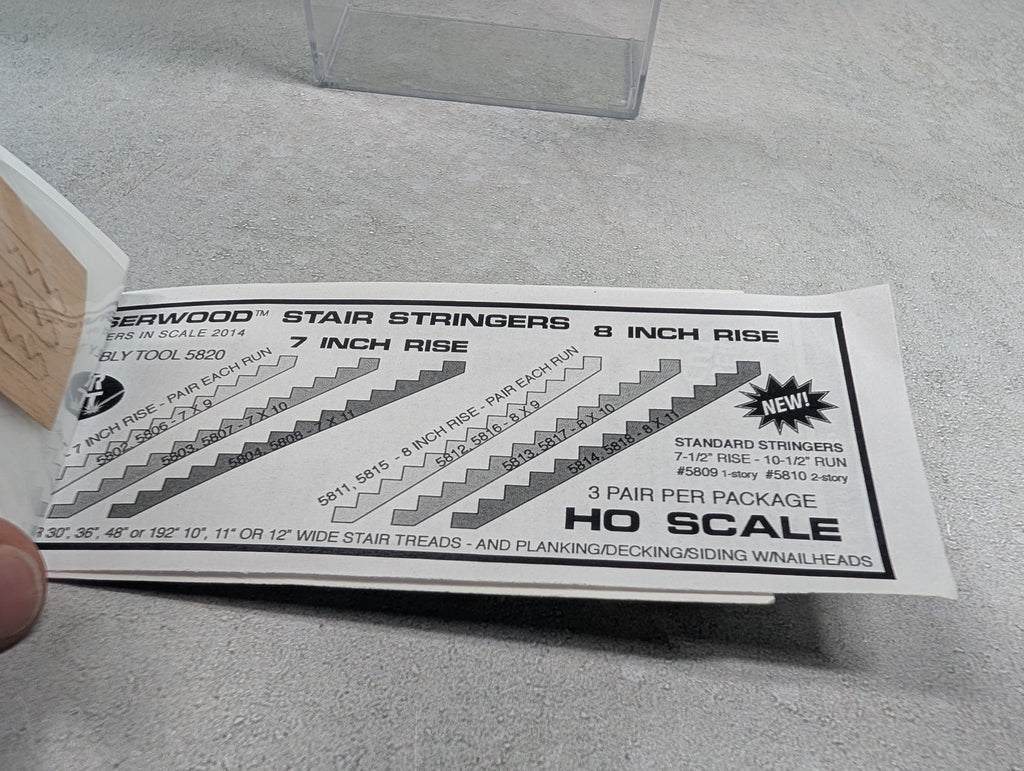 SERWOOD™ STAIR STRINGERS
ERS IN SCALE 2014
BLY TOOL 5820
7 INCH RISE
8 INCH RISE
- 7 INCH RISE - PAIR EACH RUN
5802, 5806 - 7 X 9
5803, 5807 - 7 X 10
5804, 5808 - 7 X 11
5811, 5815 - 8 INCH RISE - PAIR EACH RUN
5812, 5816 - 8 X 9
5813, 5817 - 8 X 10
5814, 5818 - 8 X 11
NEW!
STANDARD STRINGERS
7-1/2" RISE - 10-1/2" RUN
#5809 1-story #5810 2-story
3 PAIR PER PACKAGE
HO SCALE
R 30", 36", 48" or 192" 10", 11" OR 12" WIDE STAIR TREADS - AND PLANKING/DECKING/SIDING W/NAILHEADS